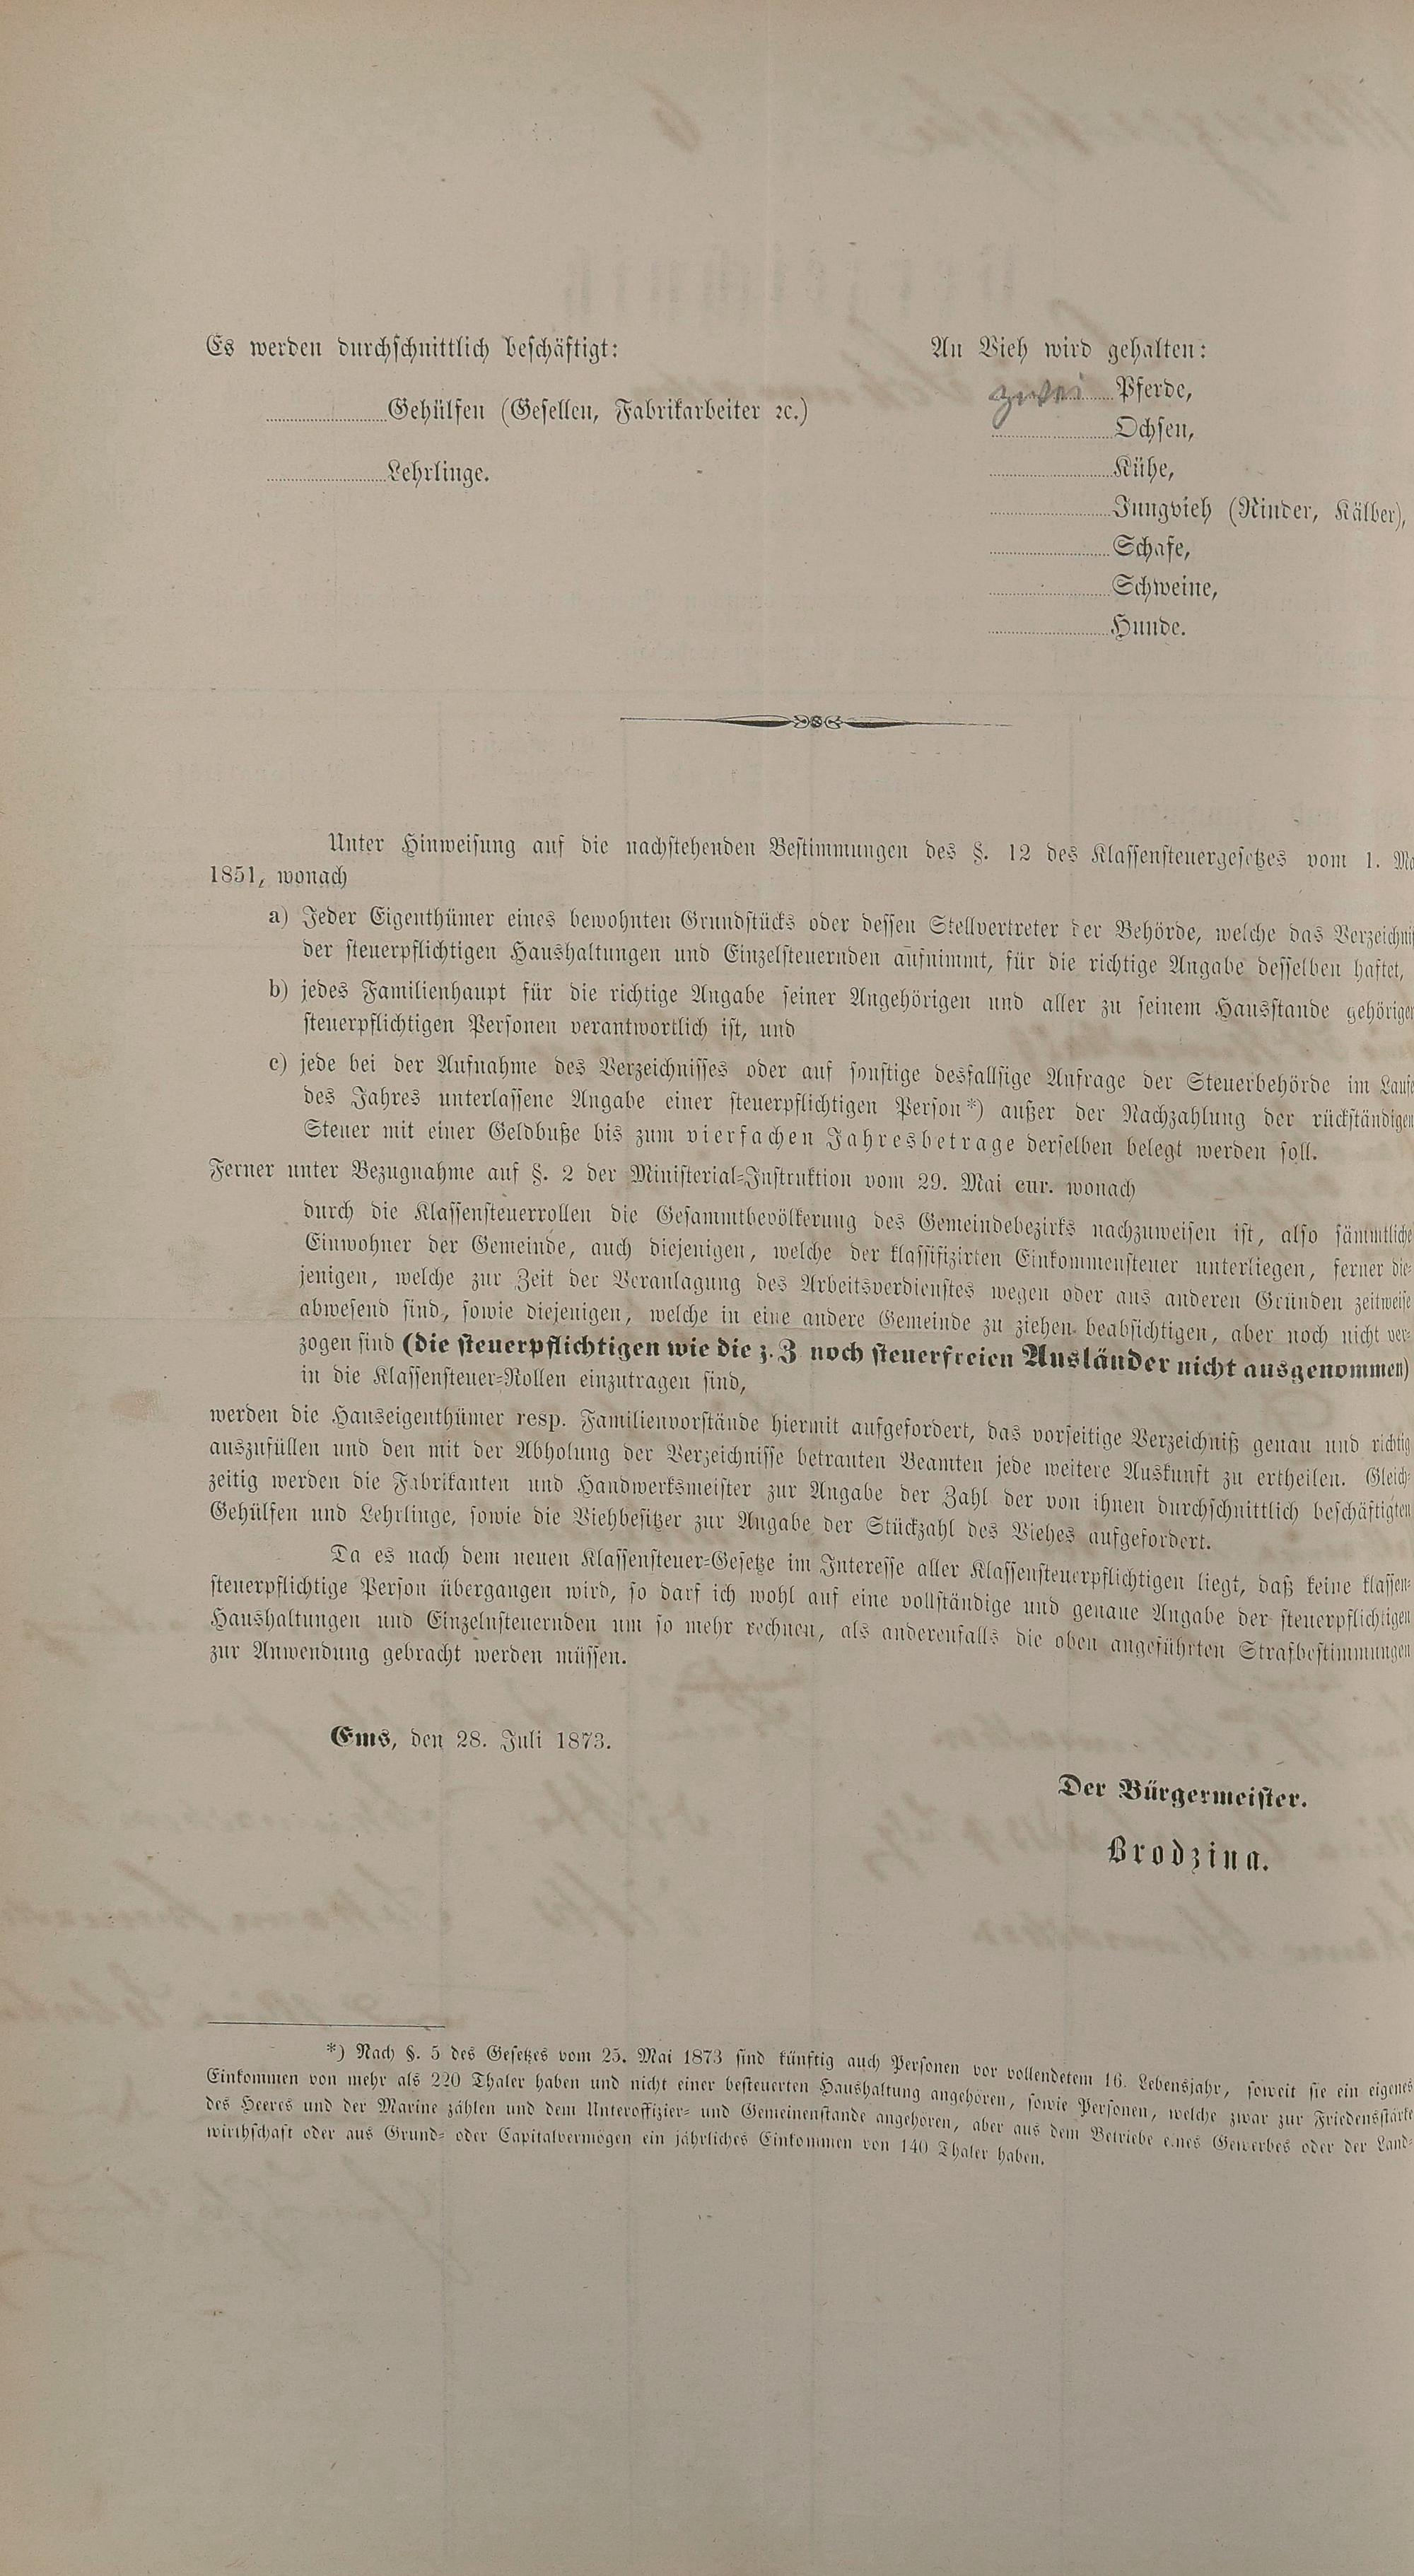 Es werden durchschnittlich beschäftigt:
Gehülfen (Gesellen, Fabrikarbeiter ꝛc.)
Lehrlinge.
An Vieh wird gehalten:
zwei Pferde,
Ochsen,
Kühe,
Jungvieh (Rinder, Kälber),
Schafe,
Schweine,
Hunde.
Unter Hinweisung auf die nachstehenden Bestimmungen des §. 12 des Klassensteuergesetzes vom 1. Ma
1851, wonach
a) Jeder Eigenthümer eines bewohnten Grundstücks oder dessen Stellvertreter der Behörde, welche das Verzeichniß
der steuerpflichtigen Haushaltungen und Einzelsteuernden aufnimmt, für die richtige Angabe desselben haftet,
b) jedes Familienhaupt für die richtige Angabe seiner Angehörigen und aller zu seinem Hausstande gehörigen
steuerpflichtigen Personen verantwortlich ist, und
c) jede bei der Aufnahme des Verzeichnisses oder auf sonstige desfallsige Anfrage der Steuerbehörde im Laufe
des Jahres unterlassene Angabe einer steuerpflichtigen Person*) außer der Nachzahlung der rückständigen
Steuer mit einer Geldbuße bis zum vierfachen Jahresbetrage derselben belegt werden soll.
Ferner unter Bezugnahme auf §. 2 der Ministerial-Instruktion vom 29. Mai cur. wonach
durch die Klassensteuerrollen die Gesammtbevölkerung des Gemeindebezirks nachzuweisen ist, also sämmtliche
Einwohner der Gemeinde, auch diejenigen, welche der klassifizirten Einkommensteuer unterliegen, ferner die-
jenigen, welche zur Zeit der Veranlagung des Arbeitsverdienstes wegen oder aus anderen Gründen zeitweise
abwesend sind, sowie diejenigen, welche in eine andere Gemeinde zu ziehen beabsichtigen, aber noch nicht ver-
zogen sind (die steuerpflichtigen wie die z. Z noch steuerfreien Ausländer nicht ausgenommen)
in die Klassensteuer-Rollen einzutragen sind,
werden die Hauseigenthümer resp. Familienvorstände hiermit aufgefordert, das vorseitige Verzeichniß genau und richtig
auszufüllen und den mit der Abholung der Verzeichnisse betrauten Beamten jede weitere Auskunft zu ertheilen. Gleich-
zeitig werden die Fabrikanten und Handwerksmeister zur Angabe der Zahl der von ihnen durchschnittlich beschäftigten
Gehülfen und Lehrlinge, sowie die Viehbesitzer zur Angabe der Stückzahl des Viehes aufgefordert.
Da es nach dem neuen Klassensteuer-Gesetze im Interesse aller Klassensteuerpflichtigen liegt, daß keine klassen-
steuerpflichtige Person übergangen wird, so darf ich wohl auf eine vollständige und genaue Angabe der steuerpflichtigen
Haushaltungen und Einzelnsteuernden um so mehr rechnen, als anderenfalls die oben angeführten Strafbestimmungen
zur Anwendung gebracht werden müssen.
Ems, den 28. Juli 1873.
Der Bürgermeister.
Brodzina.
*) Nach §. 5 des Gesetzes vom 25. Mai 1873 sind künftig auch Personen vor vollendetem 16. Lebensjahr, soweit sie ein eigenes
Einkommen von mehr als 220 Thaler haben und nicht einer besteuerten Haushaltung angehören, sowie Personen, welche zwar zur Friedensstärke
des Heeres und der Marine zählen und dem Unteroffizier- und Gemeinenstande angehören, aber aus dem Betriebe eines Gewerbes oder der Land-
wirthschaft oder aus Grund- oder Capitalvermögen ein jährliches Einkommen von 140 Thaler haben.